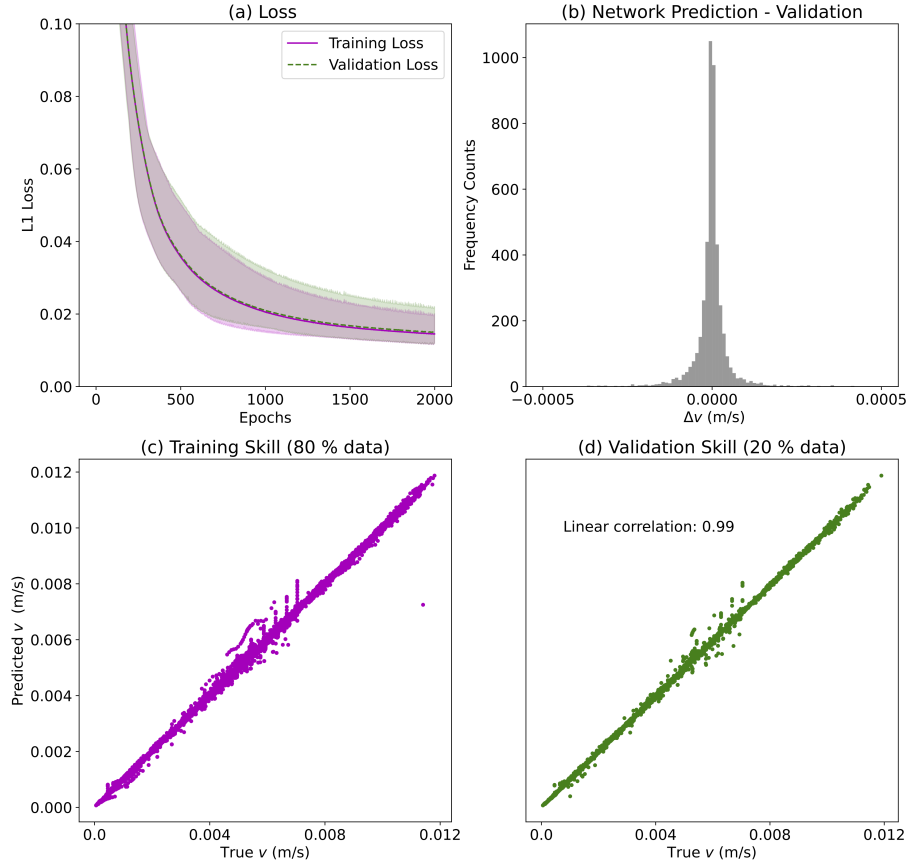 (a) Loss
L1 Loss
0.10
0.08
0.06
0.04
0.02
0.00
Training Loss
Validation Loss
0
500
1000
1500
2000
Epochs
(b) Network Prediction - Validation
Frequency Counts
1000
800
600
400
200
0
−0.0005
0.0000
0.0005
Δv (m/s)
(c) Training Skill (80 % data)
Predicted v (m/s)
0.012
0.010
0.008
0.006
0.004
0.002
0.000
0.0
0.004
0.008
0.012
True v (m/s)
(d) Validation Skill (20 % data)
Linear correlation: 0.99
0.0
0.004
0.008
0.012
True v (m/s)